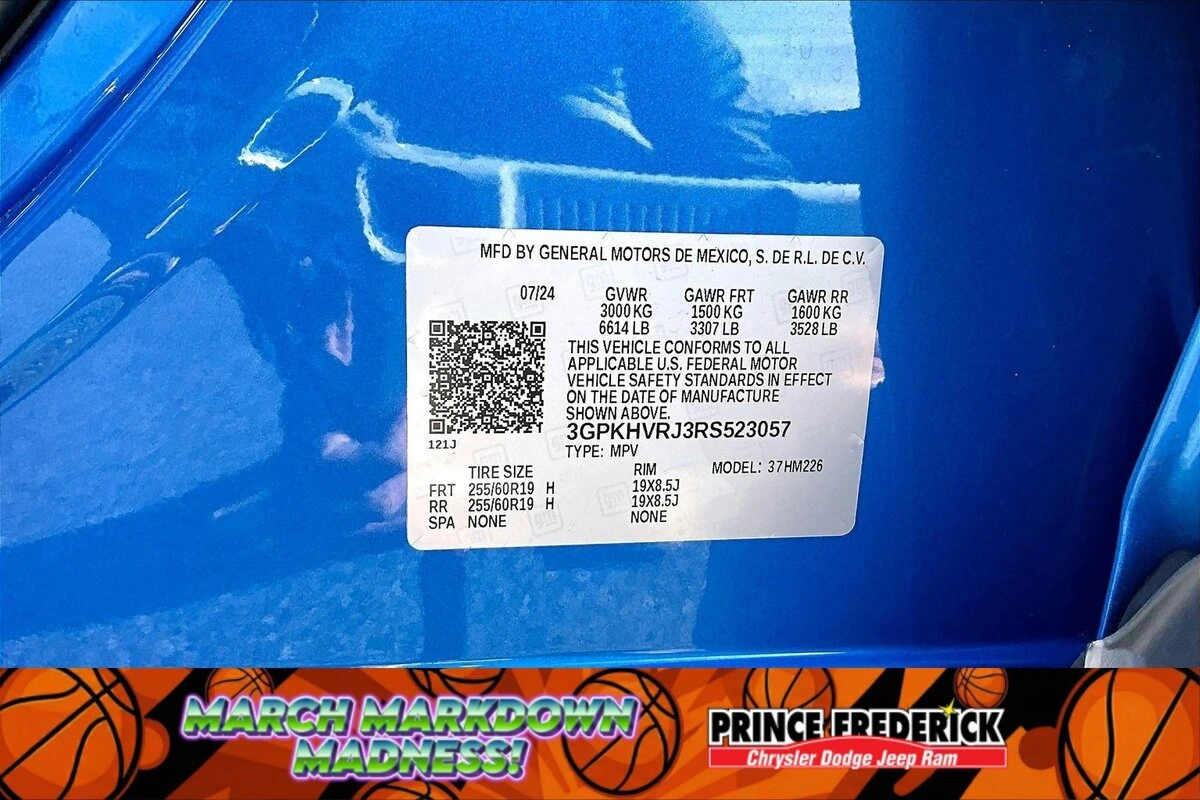 MFD BY GENERAL MOTORS DE MEXICO, S. DE R.L. DE C.V.
07/24 GVWR GAWR FRT GAWR RR
3000 KG 1500 KG 1600 KG
6614 LB 3307 LB 3528 LB
THIS VEHICLE CONFORMS TO ALL
APPLICABLE U.S. FEDERAL MOTOR
VEHICLE SAFETY STANDARDS IN EFFECT
ON THE DATE OF MANUFACTURE
SHOWN ABOVE.
3GPKHVRJ3RS523057
121J TYPE: MPV
TIRE SIZE RIM MODEL: 37HM226
FRT 255/60R19 H 19X8.5J
RR 255/60R19 H 19X8.5J
SPA NONE NONE
MARCH MARKDOWN
MADNESS!
PRINCE FREDERICK
Chrysler Dodge Jeep Ram